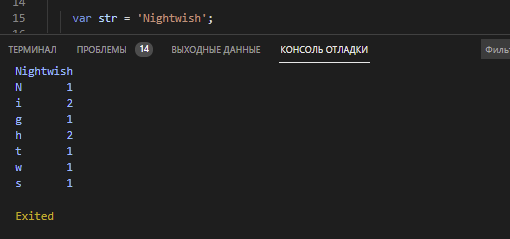 14
15 var str = 'Nightwish';
16
ТЕРМИНАЛ ПРОБЛЕМЫ 14 ВЫХОДНЫЕ ДАННЫЕ КОНСОЛЬ ОТЛАДКИ Фильт
Nightwish
N 1
i 2
g 1
h 2
t 1
w 1
s 1
Exited